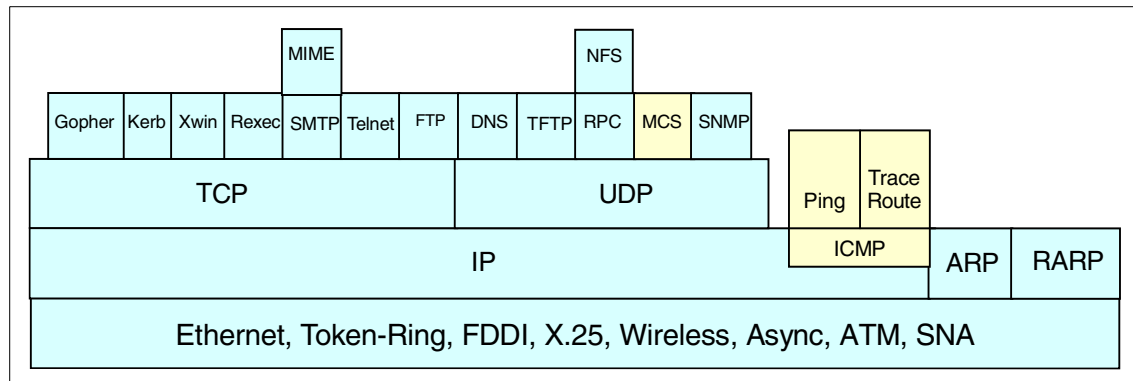 MIME
NFS
Gopher
Kerb
Xwin
Rexec
SMTP
Telnet
FTP
DNS
TFTP
RPC
MCS
SNMP
TCP
UDP
Ping
Trace
Route
IP
ICMP
ARP
RARP
Ethernet, Token-Ring, FDDI, X.25, Wireless, Async, ATM, SNA